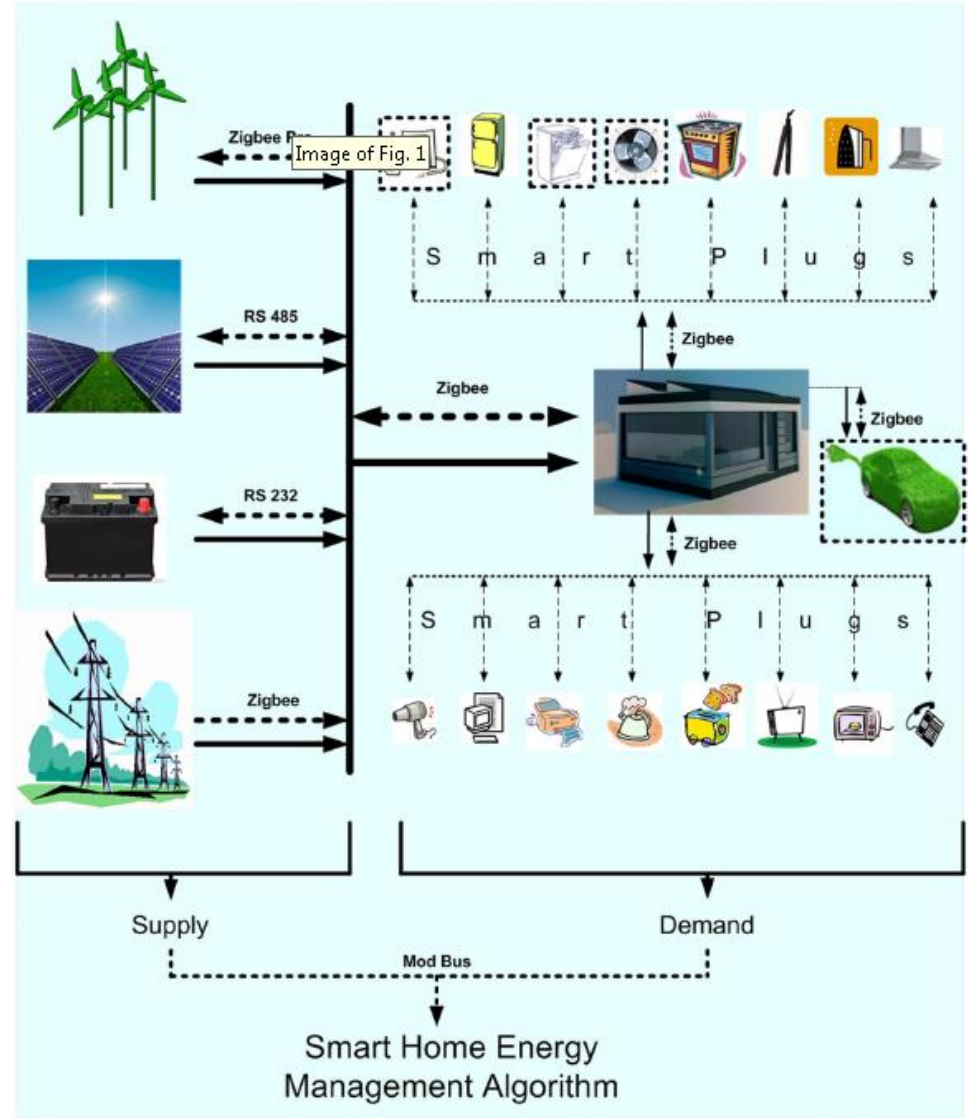 Zigbee
Image of Fig. 1
S m a r t P l u g s
RS 485
Zigbee
Zigbee
Zigbee
RS 232
Zigbee
S m a r t P l u g s
Zigbee
Supply
Demand
Mod Bus
Smart Home Energy
Management Algorithm